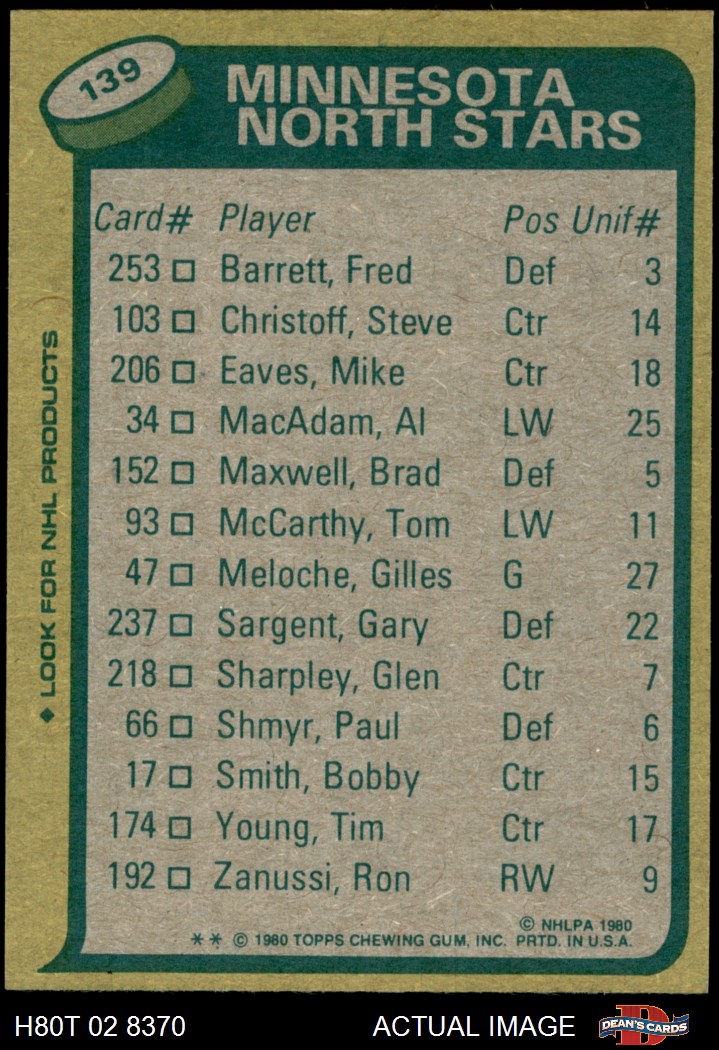 139
MINNESOTA
NORTH STARS
Card# Player Pos Unif#
253 □ Barrett, Fred Def 3
103 □ Christoff, Steve Ctr 14
206 □ Eaves, Mike Ctr 18
34 □ MacAdam, Al LW 25
152 □ Maxwell, Brad Def 5
93 □ McCarthy, Tom LW 11
47 □ Meloche, Gilles G 27
237 □ Sargent, Gary Def 22
218 □ Sharpley, Glen Ctr 7
66 □ Shmyr, Paul Def 6
17 □ Smith, Bobby Ctr 15
174 □ Young, Tim Ctr 17
192 □ Zanussi, Ron RW 9
© NHLPA 1980
** © 1980 TOPPS CHEWING GUM, INC. PRTD. IN U.S.A.
◆ LOOK FOR NHL PRODUCTS
H80T 02 8370 ACTUAL IMAGE D DEAN'S CARDS